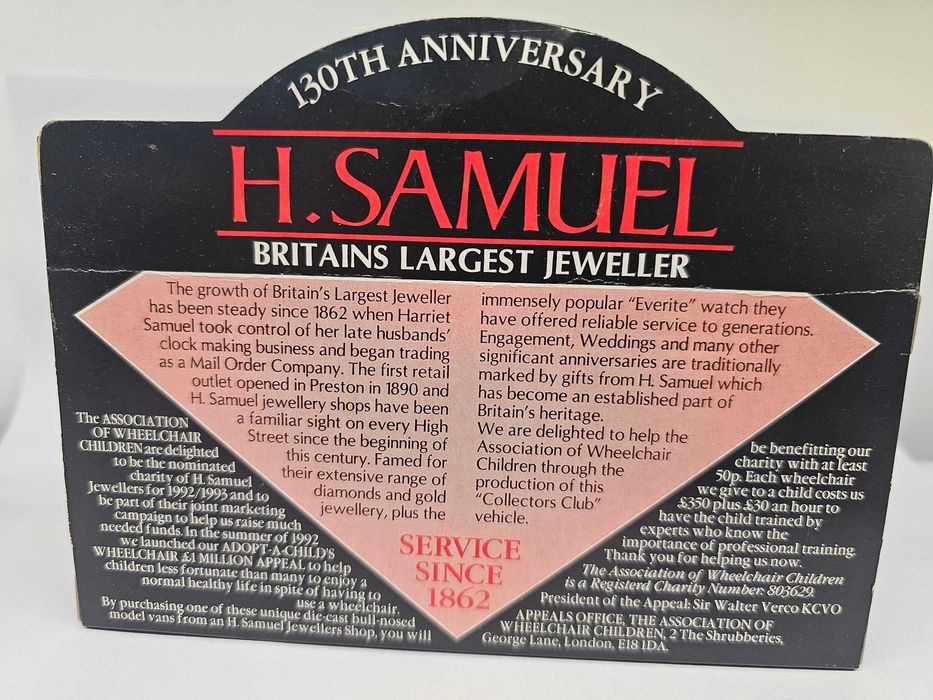 130TH ANNIVERSARY
H. SAMUEL
BRITAINS LARGEST JEWELLER
The growth of Britain's Largest Jeweller
has been steady since 1862 when Harriet
Samuel took control of her late husbands'
clock making business and began trading
as a Mail Order Company. The first retail
outlet opened in Preston in 1890 and
H. Samuel jewellery shops have been
a familiar sight on every High
Street since the beginning of
this century. Famed for
their extensive range of
diamonds and gold
jewellery, plus the
immensely popular "Everite" watch they
have offered reliable service to generations.
Engagement, Weddings and many other
significant anniversaries are traditionally
marked by gifts from H. Samuel which
has become an established part of
Britain's heritage.
We are delighted to help the
Association of Wheelchair
Children through the
production of this
"Collectors Club"
vehicle.
SERVICE
SINCE
1862
The ASSOCIATION
OF WHEELCHAIR
CHILDREN are delighted
to be the nominated
charity of H. Samuel
Jewellers for 1992/1993 and to
be part of their joint marketing
campaign to help us raise much
needed funds. In the summer of 1992
we launched our ADOPT-A-CHILD'S
WHEELCHAIR £1 MILLION APPEAL to help
children less fortunate than many to enjoy a
normal healthy life in spite of having to
use a wheelchair.
By purchasing one of these unique die-cast bull-nosed
model vans from an H. Samuel Jewellers Shop, you will
be benefitting our
charity with at least
50p. Each wheelchair
we give to a child costs us
£350 plus £30 an hour to
have the child trained by
experts who know the
importance of professional training.
Thank you for helping us now.
The Association of Wheelchair Children
is a Registerd Charity Number 803629.
President of the Appeal: Sir Walter Verco KCVO
APPEALS OFFICE, THE ASSOCIATION OF
WHEELCHAIR CHILDREN, 2 The Shrubberies,
George Lane, London, E18 1DA.